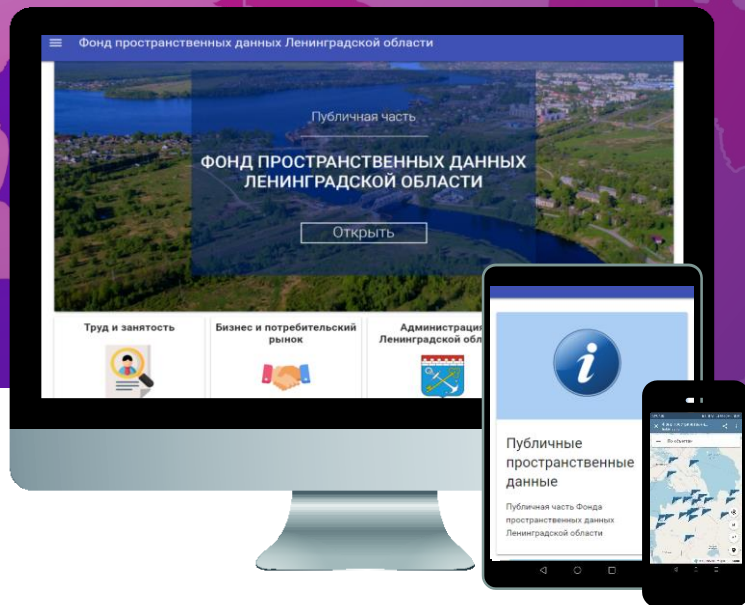 Фонд пространственных данных Ленинградской области
Публичная часть
ФОНД ПРОСТРАНСТВЕННЫХ ДАННЫХ
ЛЕНИНГРАДСКОЙ ОБЛАСТИ
Открыть
Труд и занятость
Бизнес и потребительский
рынок
Администрация
Ленинградской обл
Публичные
пространственные
данные
Публичная часть Фонда
пространственных данных
Ленинградской области